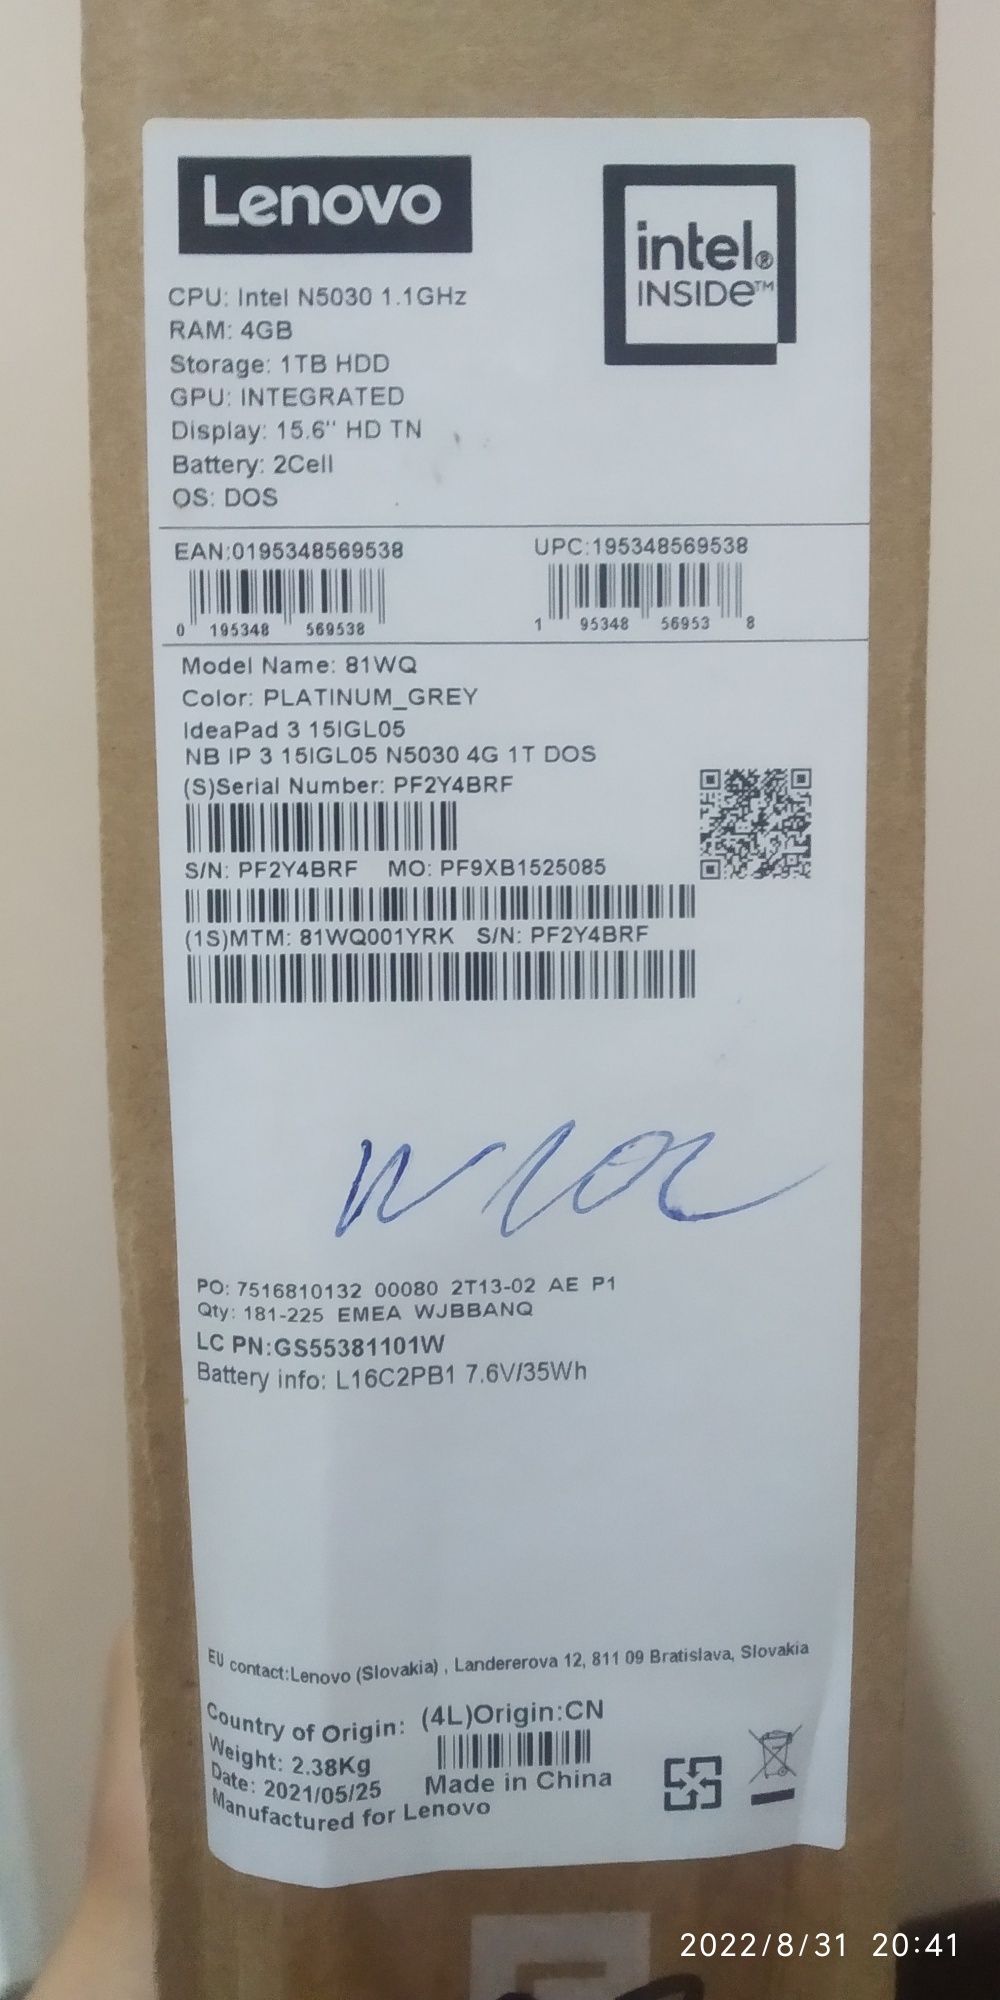 Lenovo
intel®
INSIDE™
CPU: Intel N5030 1.1GHz
RAM: 4GB
Storage: 1TB HDD
GPU: INTEGRATED
Display: 15.6" HD TN
Battery: 2Cell
OS: DOS
EAN:0195348569538 UPC:195348569538
0 195348 569538 1 95348 56953 8
Model Name: 81WQ
Color: PLATINUM_GREY
IdeaPad 3 15IGL05
NB IP 3 15IGL05 N5030 4G 1T DOS
(S)Serial Number: PF2Y4BRF
S/N: PF2Y4BRF MO: PF9XB1525085
(1S)MTM: 81WQ001YRK S/N: PF2Y4BRF
PO: 7516810132 00080 2T13-02 AE P1
Qty: 181-225 EMEA WJBBANQ
LC PN:GS55381101W
Battery info: L16C2PB1 7.6V/35Wh
EU contact:Lenovo (Slovakia) , Landererova 12, 811 09 Bratislava, Slovakia
Country of Origin: (4L)Origin:CN
Weight: 2.38Kg
Date: 2021/05/25 Made in China
Manufactured for Lenovo
2022/8/31 20:41